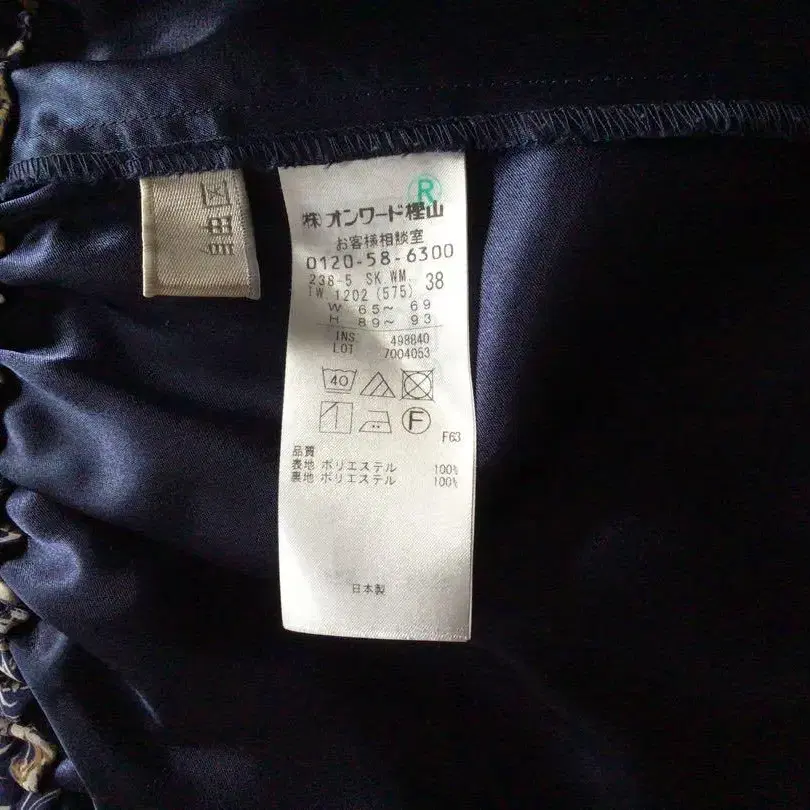 R
(株)オンワード樫山
お客様相談室
0120-58-6300
238-5 SK WM. 38
TW 1202 (575)
W 65~ 69
H 89~ 93
INS. 498840
LOT 7004053
40
F
F63
品質
表地 ポリエステル 100%
裏地 ポリエステル 100%
日本製